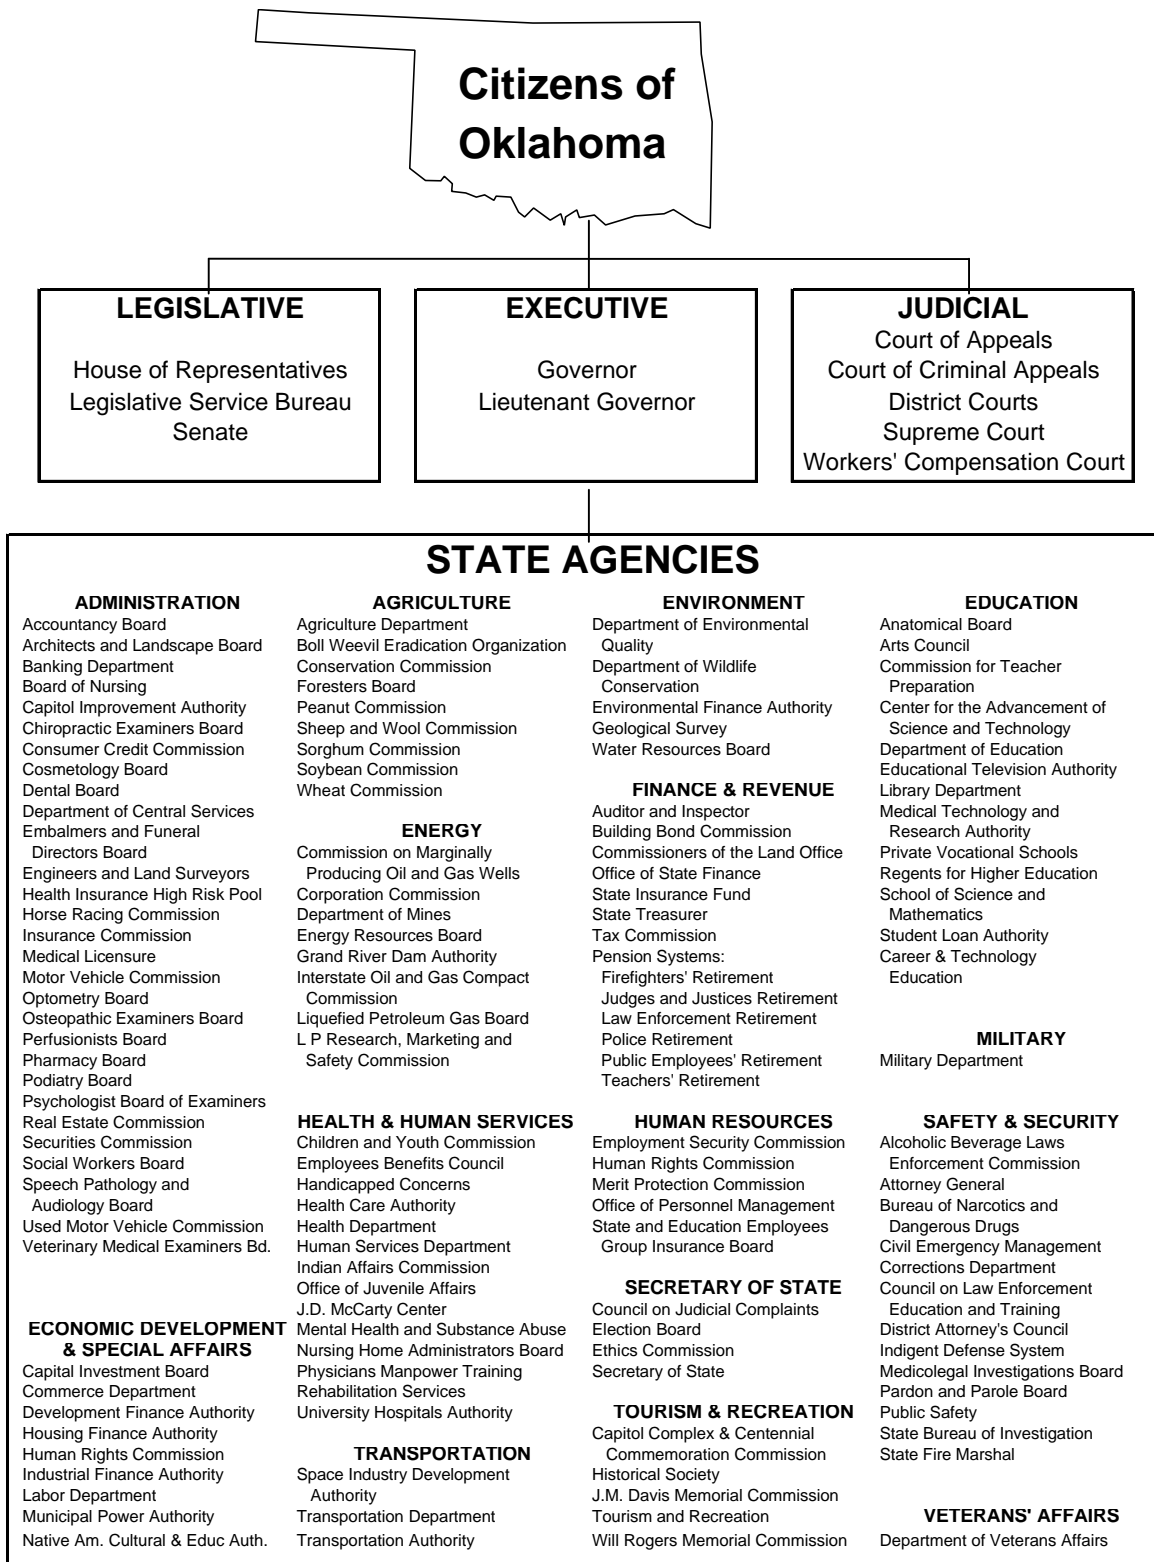 Citizens of
Oklahoma
LEGISLATIVE
House of Representatives
Legislative Service Bureau
Senate
EXECUTIVE
Governor
Lieutenant Governor
JUDICIAL
Court of Appeals
Court of Criminal Appeals
District Courts
Supreme Court
Workers' Compensation Court
STATE AGENCIES
ADMINISTRATION
Accountancy Board
Architects and Landscape Board
Banking Department
Board of Nursing
Capitol Improvement Authority
Chiropractic Examiners Board
Consumer Credit Commission
Cosmetology Board
Dental Board
Department of Central Services
Embalmers and Funeral
Directors Board
Engineers and Land Surveyors
Health Insurance High Risk Pool
Horse Racing Commission
Insurance Commission
Medical Licensure
Motor Vehicle Commission
Optometry Board
Osteopathic Examiners Board
Perfusionists Board
Pharmacy Board
Podiatry Board
Psychologist Board of Examiners
Real Estate Commission
Securities Commission
Social Workers Board
Speech Pathology and
Audiology Board
Used Motor Vehicle Commission
Veterinary Medical Examiners Bd.
ECONOMIC DEVELOPMENT
& SPECIAL AFFAIRS
Capital Investment Board
Commerce Department
Development Finance Authority
Housing Finance Authority
Human Rights Commission
Industrial Finance Authority
Labor Department
Municipal Power Authority
Native Am. Cultural & Educ Auth.
AGRICULTURE
Agriculture Department
Boll Weevil Eradication Organization
Conservation Commission
Foresters Board
Peanut Commission
Sheep and Wool Commission
Sorghum Commission
Soybean Commission
Wheat Commission
ENERGY
Commission on Marginally
Producing Oil and Gas Wells
Corporation Commission
Department of Mines
Energy Resources Board
Grand River Dam Authority
Interstate Oil and Gas Compact
Commission
Liquefied Petroleum Gas Board
L P Research, Marketing and
Safety Commission
HEALTH & HUMAN SERVICES
Children and Youth Commission
Employees Benefits Council
Handicapped Concerns
Health Care Authority
Health Department
Human Services Department
Indian Affairs Commission
Office of Juvenile Affairs
J.D. McCarty Center
Mental Health and Substance Abuse
Nursing Home Administrators Board
Physicians Manpower Training
Rehabilitation Services
University Hospitals Authority
TRANSPORTATION
Space Industry Development
Authority
Transportation Department
Transportation Authority
ENVIRONMENT
Department of Environmental
Quality
Department of Wildlife
Conservation
Environmental Finance Authority
Geological Survey
Water Resources Board
FINANCE & REVENUE
Auditor and Inspector
Building Bond Commission
Commissioners of the Land Office
Office of State Finance
State Insurance Fund
State Treasurer
Tax Commission
Pension Systems:
Firefighters' Retirement
Judges and Justices Retirement
Law Enforcement Retirement
Police Retirement
Public Employees' Retirement
Teachers' Retirement
HUMAN RESOURCES
Employment Security Commission
Human Rights Commission
Merit Protection Commission
Office of Personnel Management
State and Education Employees
Group Insurance Board
SECRETARY OF STATE
Council on Judicial Complaints
Election Board
Ethics Commission
Secretary of State
TOURISM & RECREATION
Capitol Complex & Centennial
Commemoration Commission
Historical Society
J.M. Davis Memorial Commission
Tourism and Recreation
Will Rogers Memorial Commission
EDUCATION
Anatomical Board
Arts Council
Commission for Teacher
Preparation
Center for the Advancement of
Science and Technology
Department of Education
Educational Television Authority
Library Department
Medical Technology and
Research Authority
Private Vocational Schools
Regents for Higher Education
School of Science and
Mathematics
Student Loan Authority
Career & Technology
Education
MILITARY
Military Department
SAFETY & SECURITY
Alcoholic Beverage Laws
Enforcement Commission
Attorney General
Bureau of Narcotics and
Dangerous Drugs
Civil Emergency Management
Corrections Department
Council on Law Enforcement
Education and Training
District Attorney's Council
Indigent Defense System
Medicolegal Investigations Board
Pardon and Parole Board
Public Safety
State Bureau of Investigation
State Fire Marshal
VETERANS' AFFAIRS
Department of Veterans Affairs